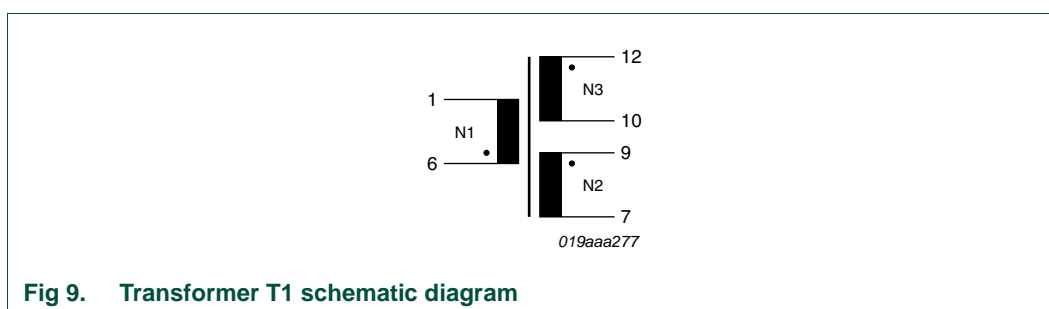 12
N3
1
10
N1
9
6
N2
7
019aaa277
Fig 9. Transformer T1 schematic diagram